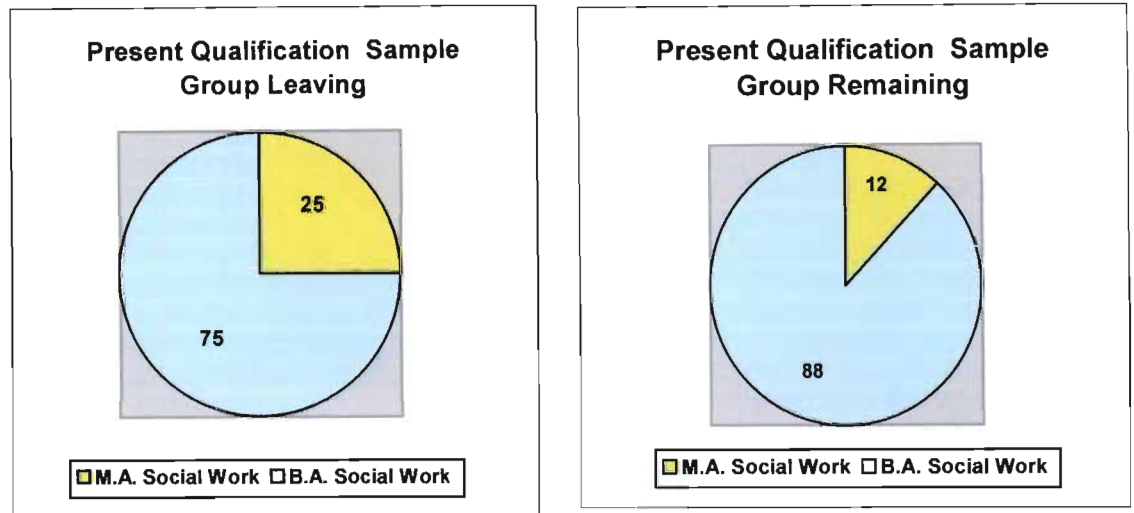 Present Qualification Sample
Group Leaving
25
75
M.A. Social Work B.A. Social Work
Present Qualification Sample
Group Remaining
12
88
M.A. Social Work B.A. Social Work